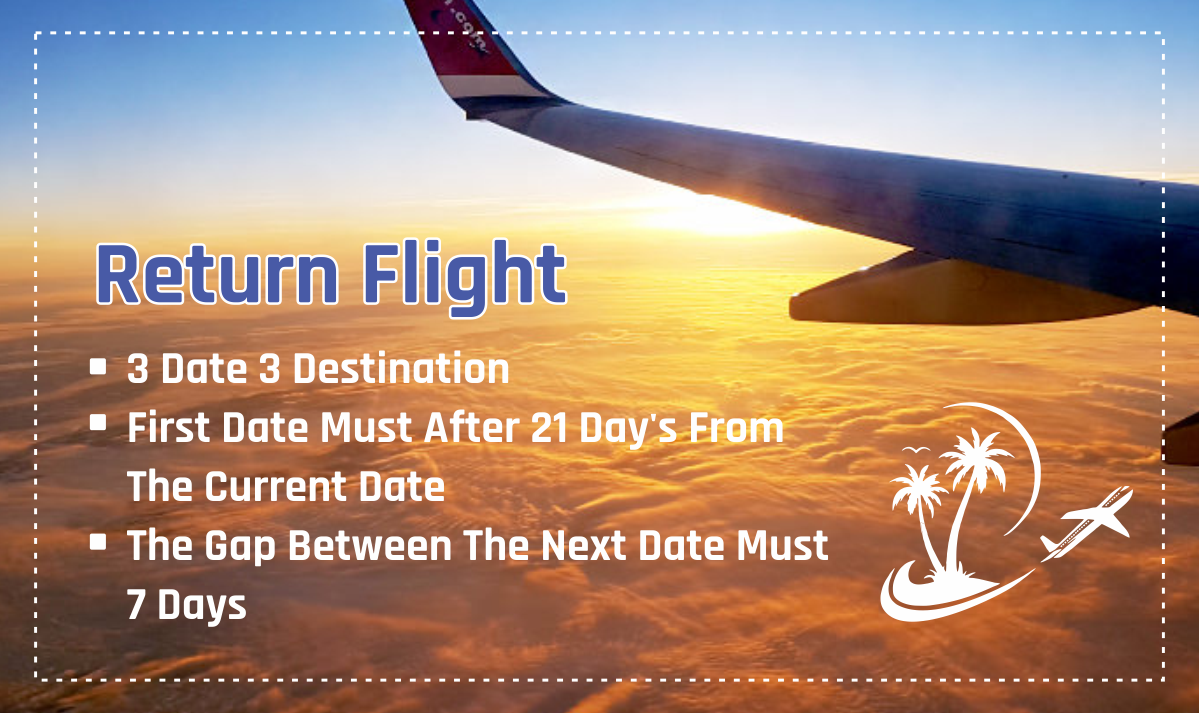 .com
Return Flight
▪ 3 Date 3 Destination
▪ First Date Must After 21 Day's From
The Current Date
▪ The Gap Between The Next Date Must
7 Days